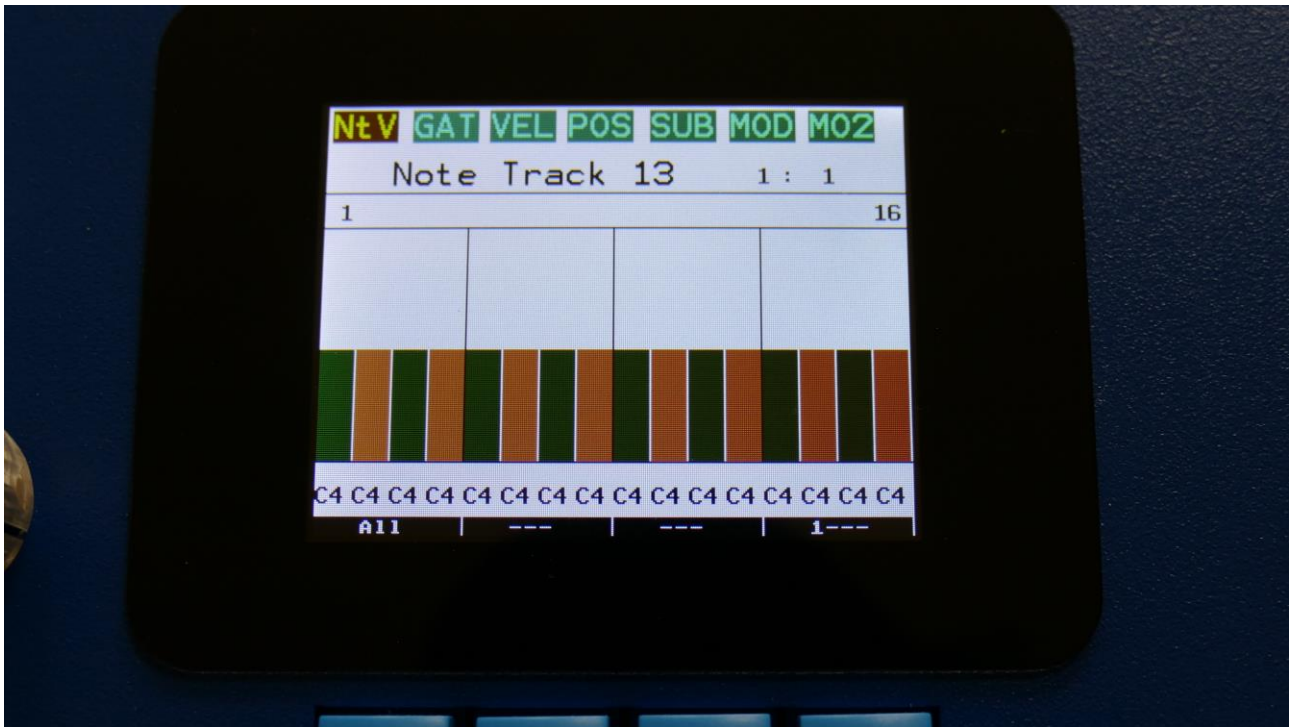 NtV GAT VEL POS SUB MOD MO2
Note Track 13 1: 1
1 16
C4 C4 C4 C4 C4 C4 C4 C4 C4 C4 C4 C4 C4 C4 C4 C4
All | --- | --- | 1---